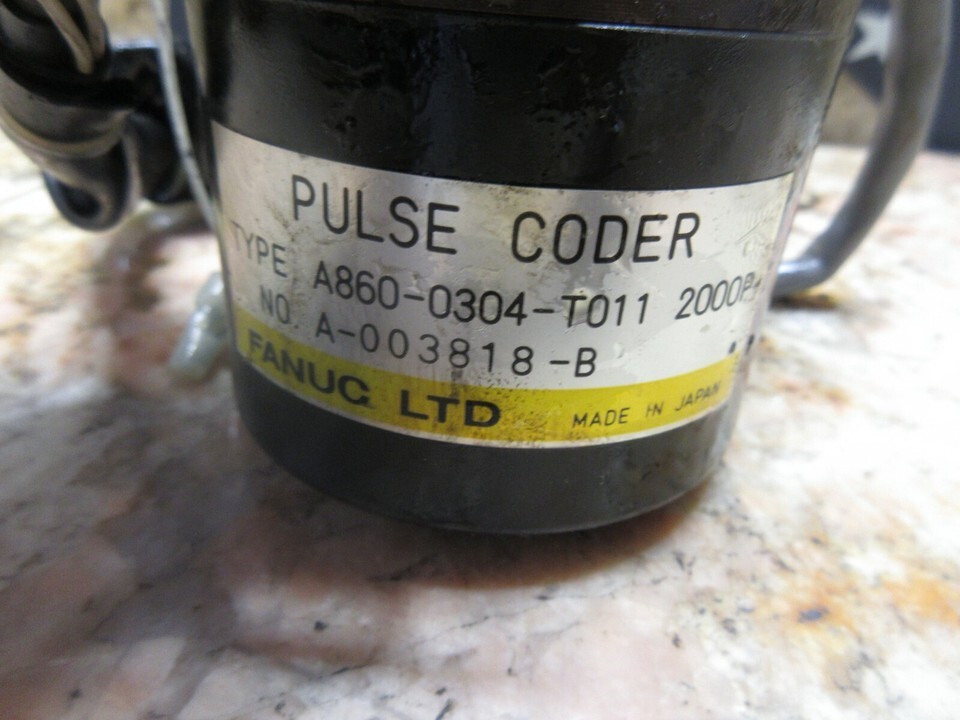 PULSE CODER
TYPE A860-0304-T011 2000P
NO. A-003818-B
FANUC LTD MADE IN JAPAN